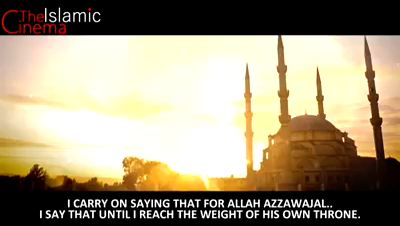 The Islamic
Cinema
I CARRY ON SAYING THAT FOR ALLAH AZZAWAJAL..
I SAY THAT UNTIL I REACH THE WEIGHT OF HIS OWN THRONE.